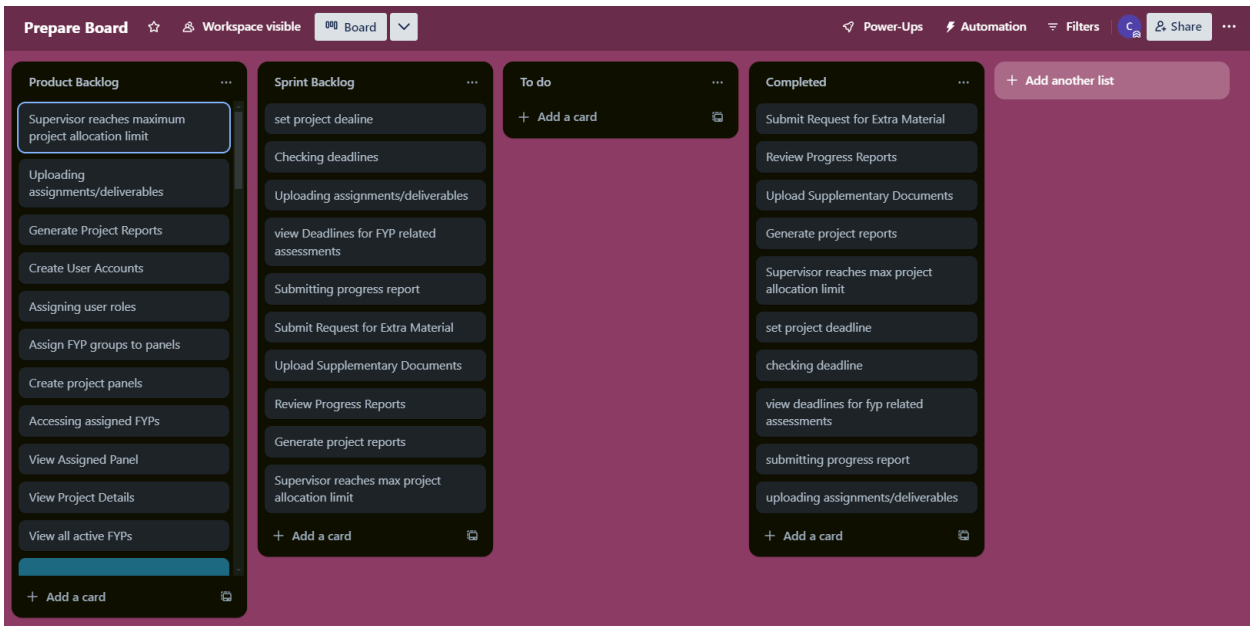 Prepare Board
Workspace visible
Board
Power-Ups
Automation
Filters
C
Share
Product Backlog
Supervisor reaches maximum
project allocation limit
Uploading
assignments/deliverables
Generate Project Reports
Create User Accounts
Assigning user roles
Assign FYP groups to panels
Create project panels
Accessing assigned FYPs
View Assigned Panel
View Project Details
View all active FYPs
+ Add a card
Sprint Backlog
set project dealine
Checking deadlines
Uploading assignments/deliverables
view Deadlines for FYP related
assessments
Submitting progress report
Submit Request for Extra Material
Upload Supplementary Documents
Review Progress Reports
Generate project reports
Supervisor reaches max project
allocation limit
+ Add a card
To do
+ Add a card
Completed
Submit Request for Extra Material
Review Progress Reports
Upload Supplementary Documents
Generate project reports
Supervisor reaches max project
allocation limit
set project deadline
checking deadline
view deadlines for fyp related
assessments
submitting progress report
uploading assignments/deliverables
+ Add a card
+ Add another list